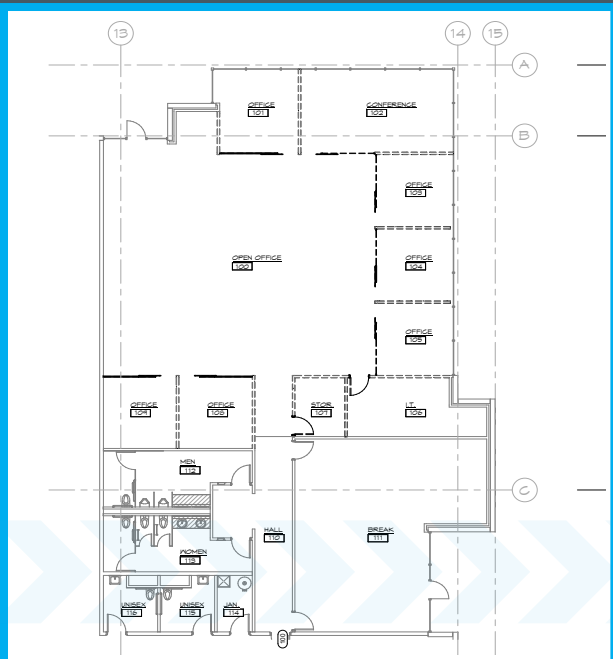 13
14
15
A
OFFICE
101
CONFERENCE
102
B
OFFICE
103
OPEN OFFICE
100
OFFICE
104
OFFICE
105
OFFICE
109
OFFICE
108
STOR.
107
I.T.
106
MEN
112
C
HALL
110
BREAK
111
WOMEN
113
UNISEX
116
UNISEX
115
JAN.
114
100